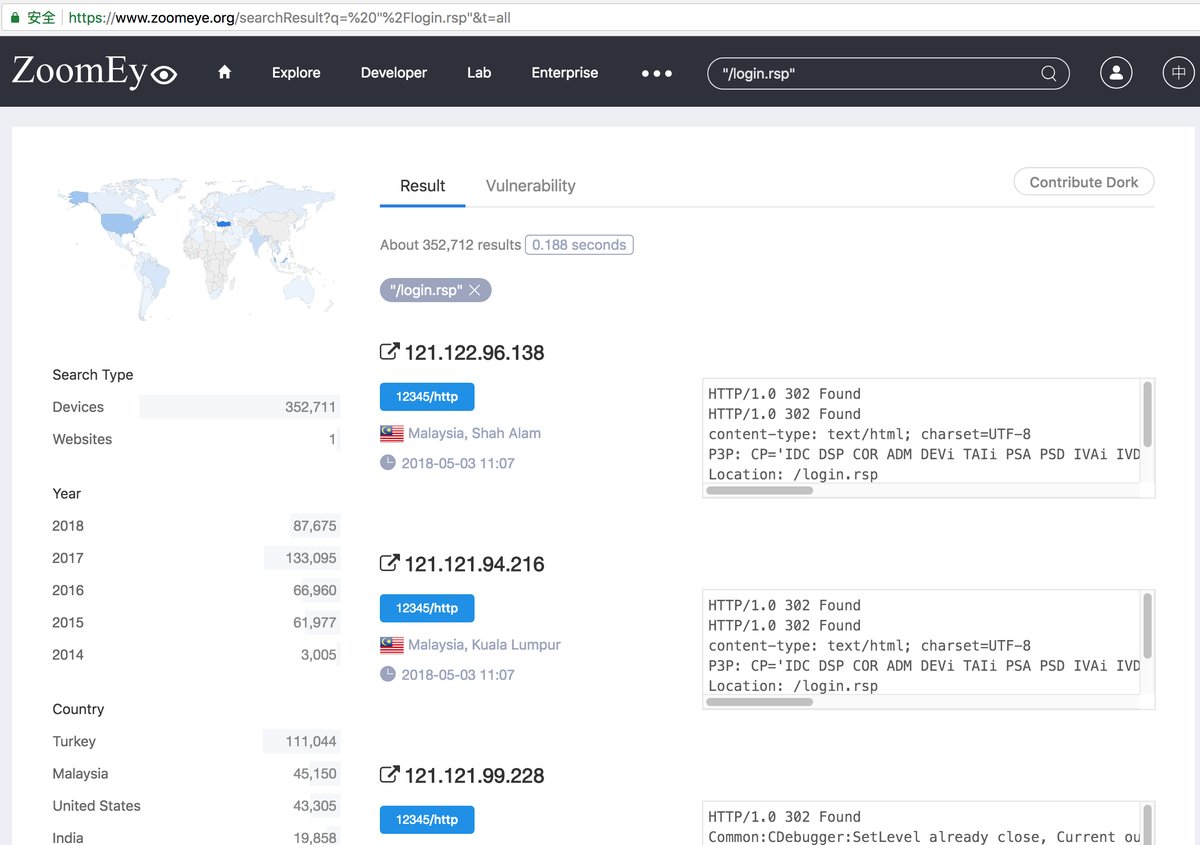 安全 https://www.zoomeye.org/searchResult?q=%20"%2Flogin.rsp"&t=all
ZoomEye Explore Developer Lab Enterprise ••• "/login.rsp" 中
Result Vulnerability Contribute Dork
About 352,712 results 0.188 seconds
"/login.rsp" ×
Search Type
Devices 352,711
Websites 1
Year
2018 87,675
2017 133,095
2016 66,960
2015 61,977
2014 3,005
Country
Turkey 111,044
Malaysia 45,150
United States 43,305
India 19,858
121.122.96.138
12345/http
Malaysia, Shah Alam
2018-05-03 11:07
HTTP/1.0 302 Found
HTTP/1.0 302 Found
content-type: text/html; charset=UTF-8
P3P: CP='IDC DSP COR ADM DEVi TAIi PSA PSD IVAi IVD
Location: /login.rsp
121.121.94.216
12345/http
Malaysia, Kuala Lumpur
2018-05-03 11:07
HTTP/1.0 302 Found
HTTP/1.0 302 Found
content-type: text/html; charset=UTF-8
P3P: CP='IDC DSP COR ADM DEVi TAIi PSA PSD IVAi IVD
Location: /login.rsp
121.121.99.228
12345/http
HTTP/1.0 302 Found
Common:CDebugger:SetLevel already close, Current ou